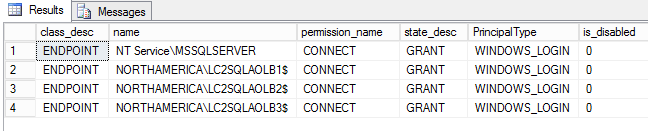 Results Messages
class_desc name permission_name state_desc PrincipalType is_disabled
1 ENDPOINT NT Service\MSSQLSERVER CONNECT GRANT WINDOWS_LOGIN 0
2 ENDPOINT NORTHAMERICA\LC2SQLAOLB1$ CONNECT GRANT WINDOWS_LOGIN 0
3 ENDPOINT NORTHAMERICA\LC2SQLAOLB2$ CONNECT GRANT WINDOWS_LOGIN 0
4 ENDPOINT NORTHAMERICA\LC2SQLAOLB3$ CONNECT GRANT WINDOWS_LOGIN 0